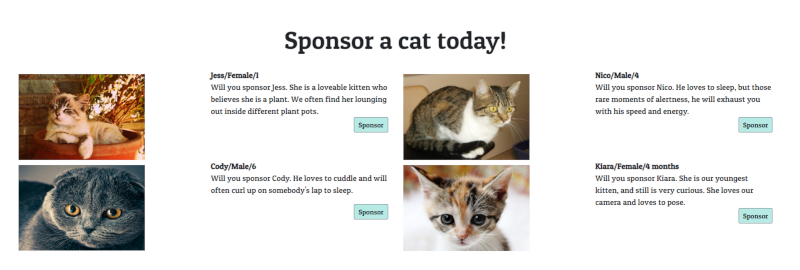 Sponsor a cat today!
Jess/Female/1
Will you sponsor Jess. She is a loveable kitten who
believes she is a plant. We often find her lounging
out inside different plant pots.
Sponsor
Nico/Male/4
Will you sponsor Nico. He loves to sleep, but those
rare moments of alertness, he will exhaust you
with his speed and energy.
Sponsor
Cody/Male/6
Will you sponsor Cody. He loves to cuddle and will
often curl up on somebody's lap to sleep.
Sponsor
Kiara/Female/4 months
Will you sponsor Kiara. She is our youngest
kitten, and still is very curious. She loves our
camera and loves to pose.
Sponsor